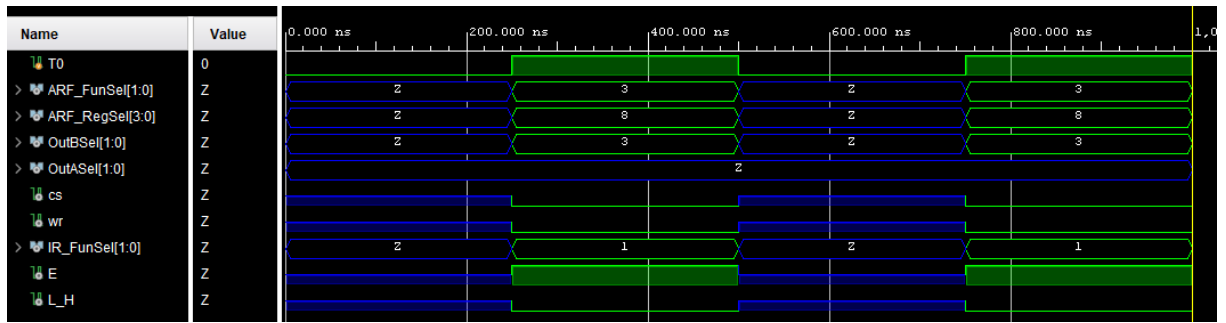 Name Value 0.000 ns 200.000 ns 400.000 ns 600.000 ns 800.000 ns 1,0
T0 0
ARF_FunSel[1:0] Z Z 3 Z 3
ARF_RegSel[3:0] Z Z 8 Z 8
OutBSel[1:0] Z Z 3 Z 3
OutASel[1:0] Z Z
cs Z
wr Z
IR_FunSel[1:0] Z Z 1 Z 1
E Z
L_H Z